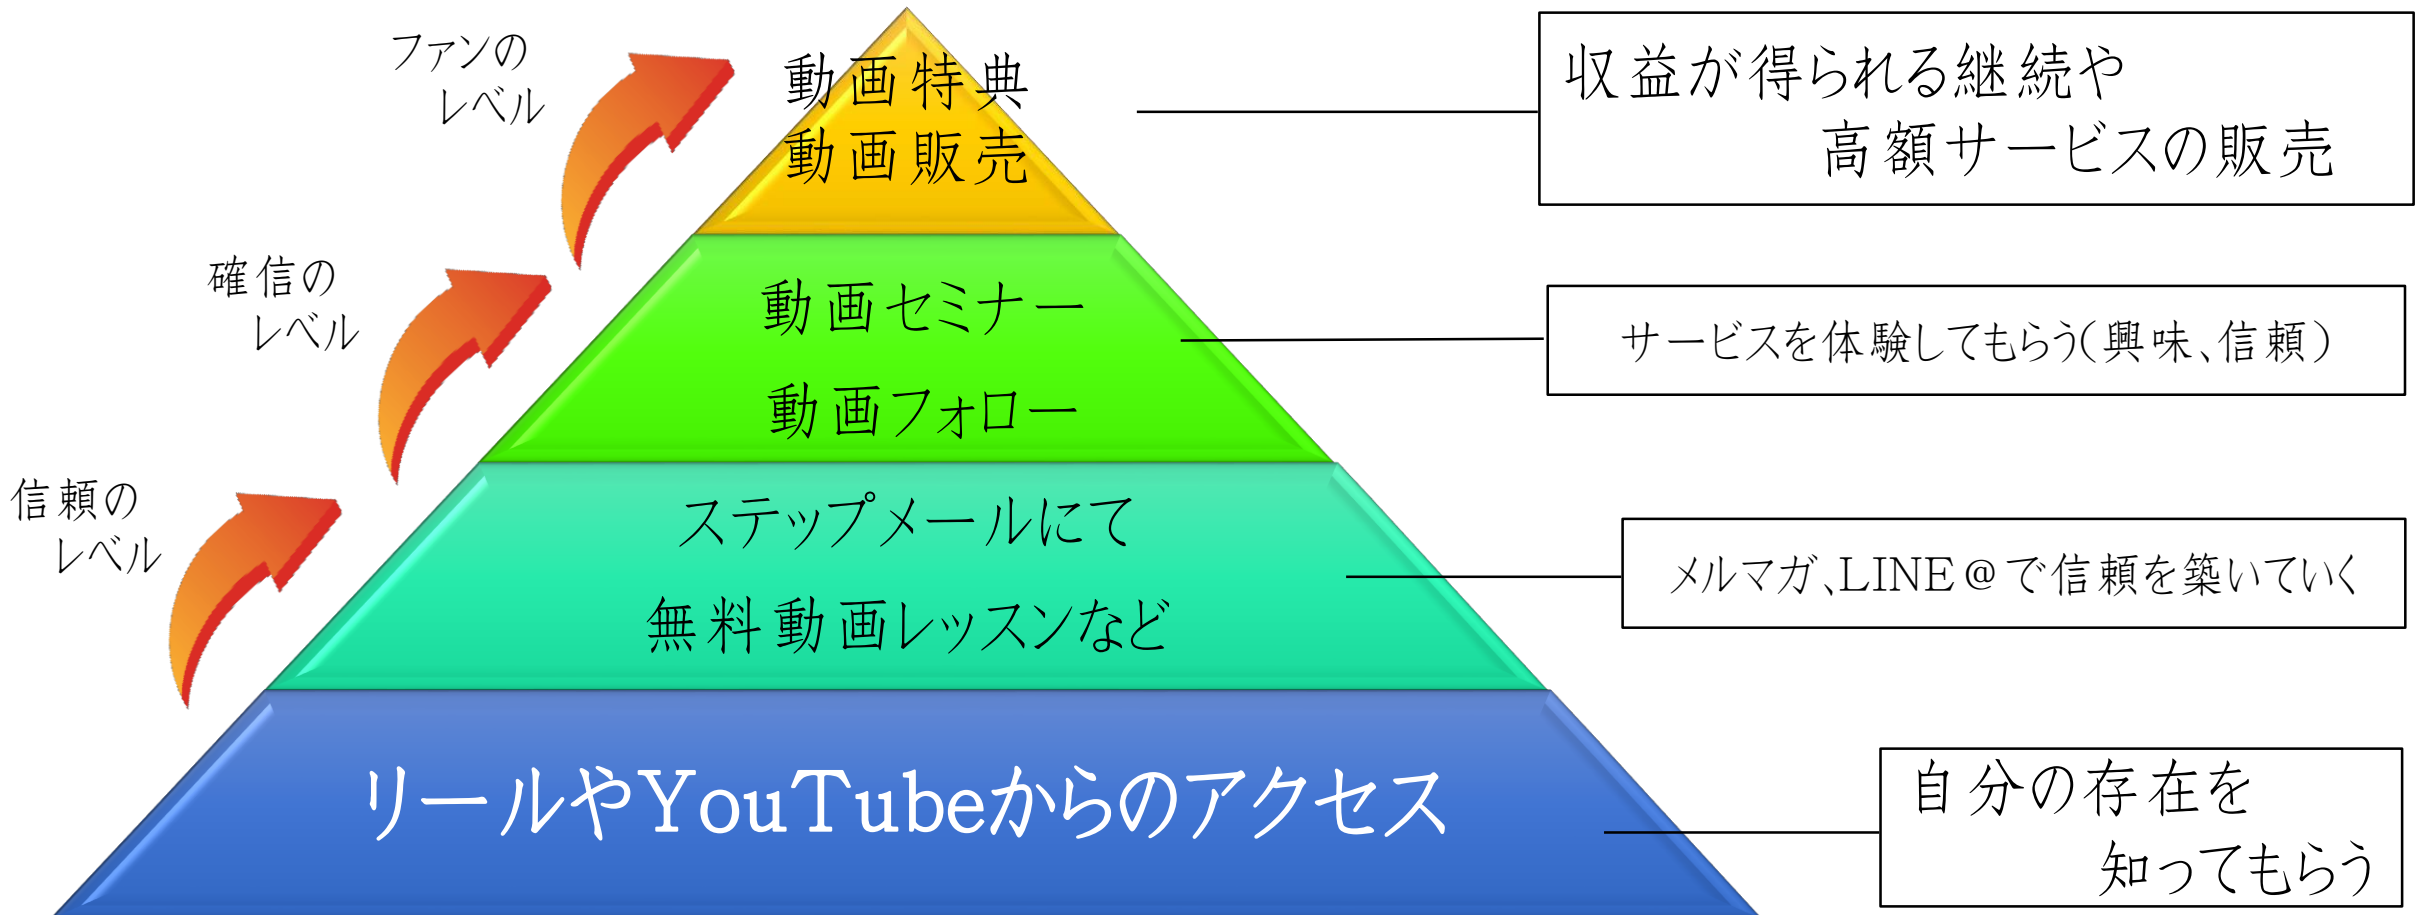 ファンの
レベル
動画特典
動画販売
収益が得られる継続や
高額サービスの販売
確信の
レベル
動画セミナー
動画フォロー
サービスを体験してもらう(興味、信頼)
信頼の
レベル
ステップメールにて
無料動画レッスンなど
メルマガ、LINE@で信頼を築いていく
リールやYouTubeからのアクセス
自分の存在を
知ってもらう